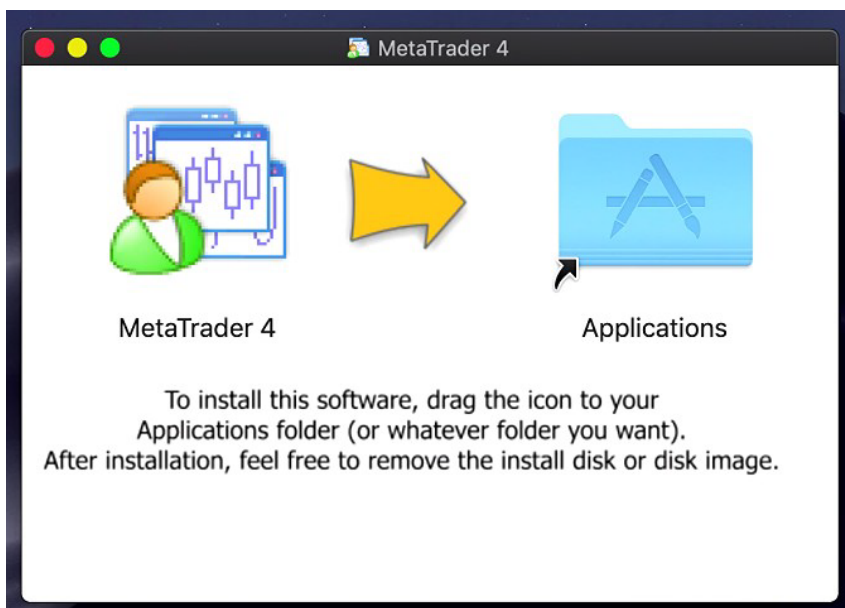 MetaTrader 4
MetaTrader 4
Applications
To install this software, drag the icon to your
Applications folder (or whatever folder you want).
After installation, feel free to remove the install disk or disk image.